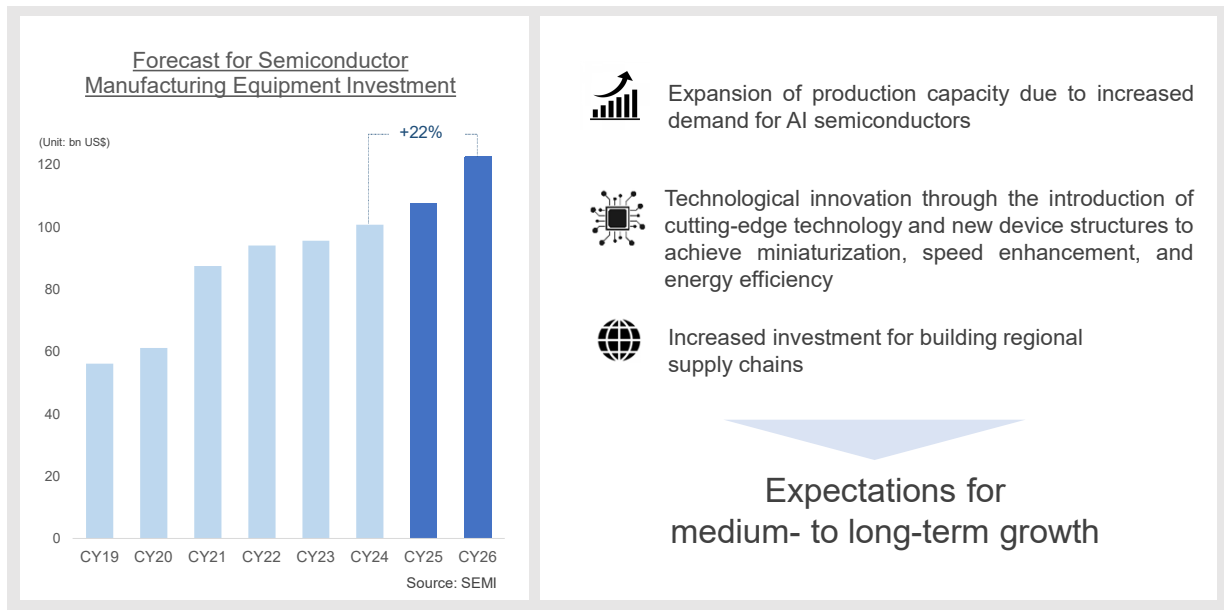 Forecast for Semiconductor
Manufacturing Equipment Investment
(Unit: bn US$)
+22%
120
100
80
60
40
20
0
CY19 CY20 CY21 CY22 CY23 CY24 CY25 CY26
Source: SEMI
Expansion of production capacity due to increased
demand for AI semiconductors
Technological innovation through the introduction of
cutting-edge technology and new device structures to
achieve miniaturization, speed enhancement, and
energy efficiency
Increased investment for building regional
supply chains
Expectations for
medium- to long-term growth